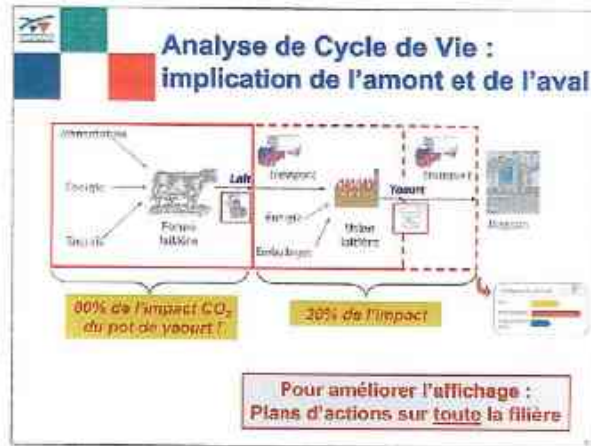 Analyse de Cycle de Vie :
implication de l'amont et de l'aval
Alimentation
Lait
Transport
Transport
Energie
Yaourt
Energie
Ferme
laitière
Usine
laitière
Magasin
Emballages
80% de l'impact CO₂
du pot de yaourt !
20% de l'impact
Pour améliorer l'affichage :
Plans d'actions sur toute la filière